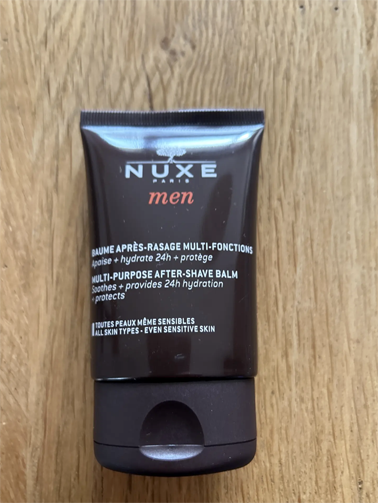 NUXE
PARIS
men
BAUME APRÈS-RASAGE MULTI-FONCTIONS
Apaise + hydrate 24h + protège
MULTI-PURPOSE AFTER-SHAVE BALM
Soothes + provides 24h hydration
+ protects
TOUTES PEAUX MÊME SENSIBLES
ALL SKIN TYPES - EVEN SENSITIVE SKIN